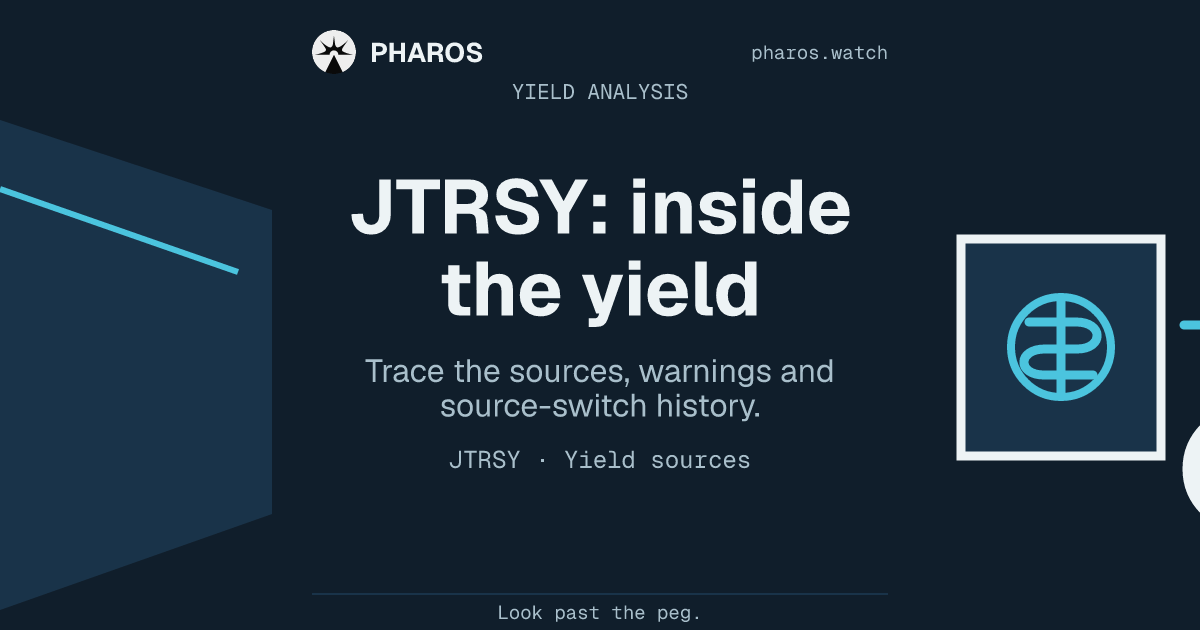 PHAROS
pharos.watch
YIELD ANALYSIS
JTRSY: inside
the yield
Trace the sources, warnings and
source-switch history.
JTRSY · Yield sources
Look past the peg.